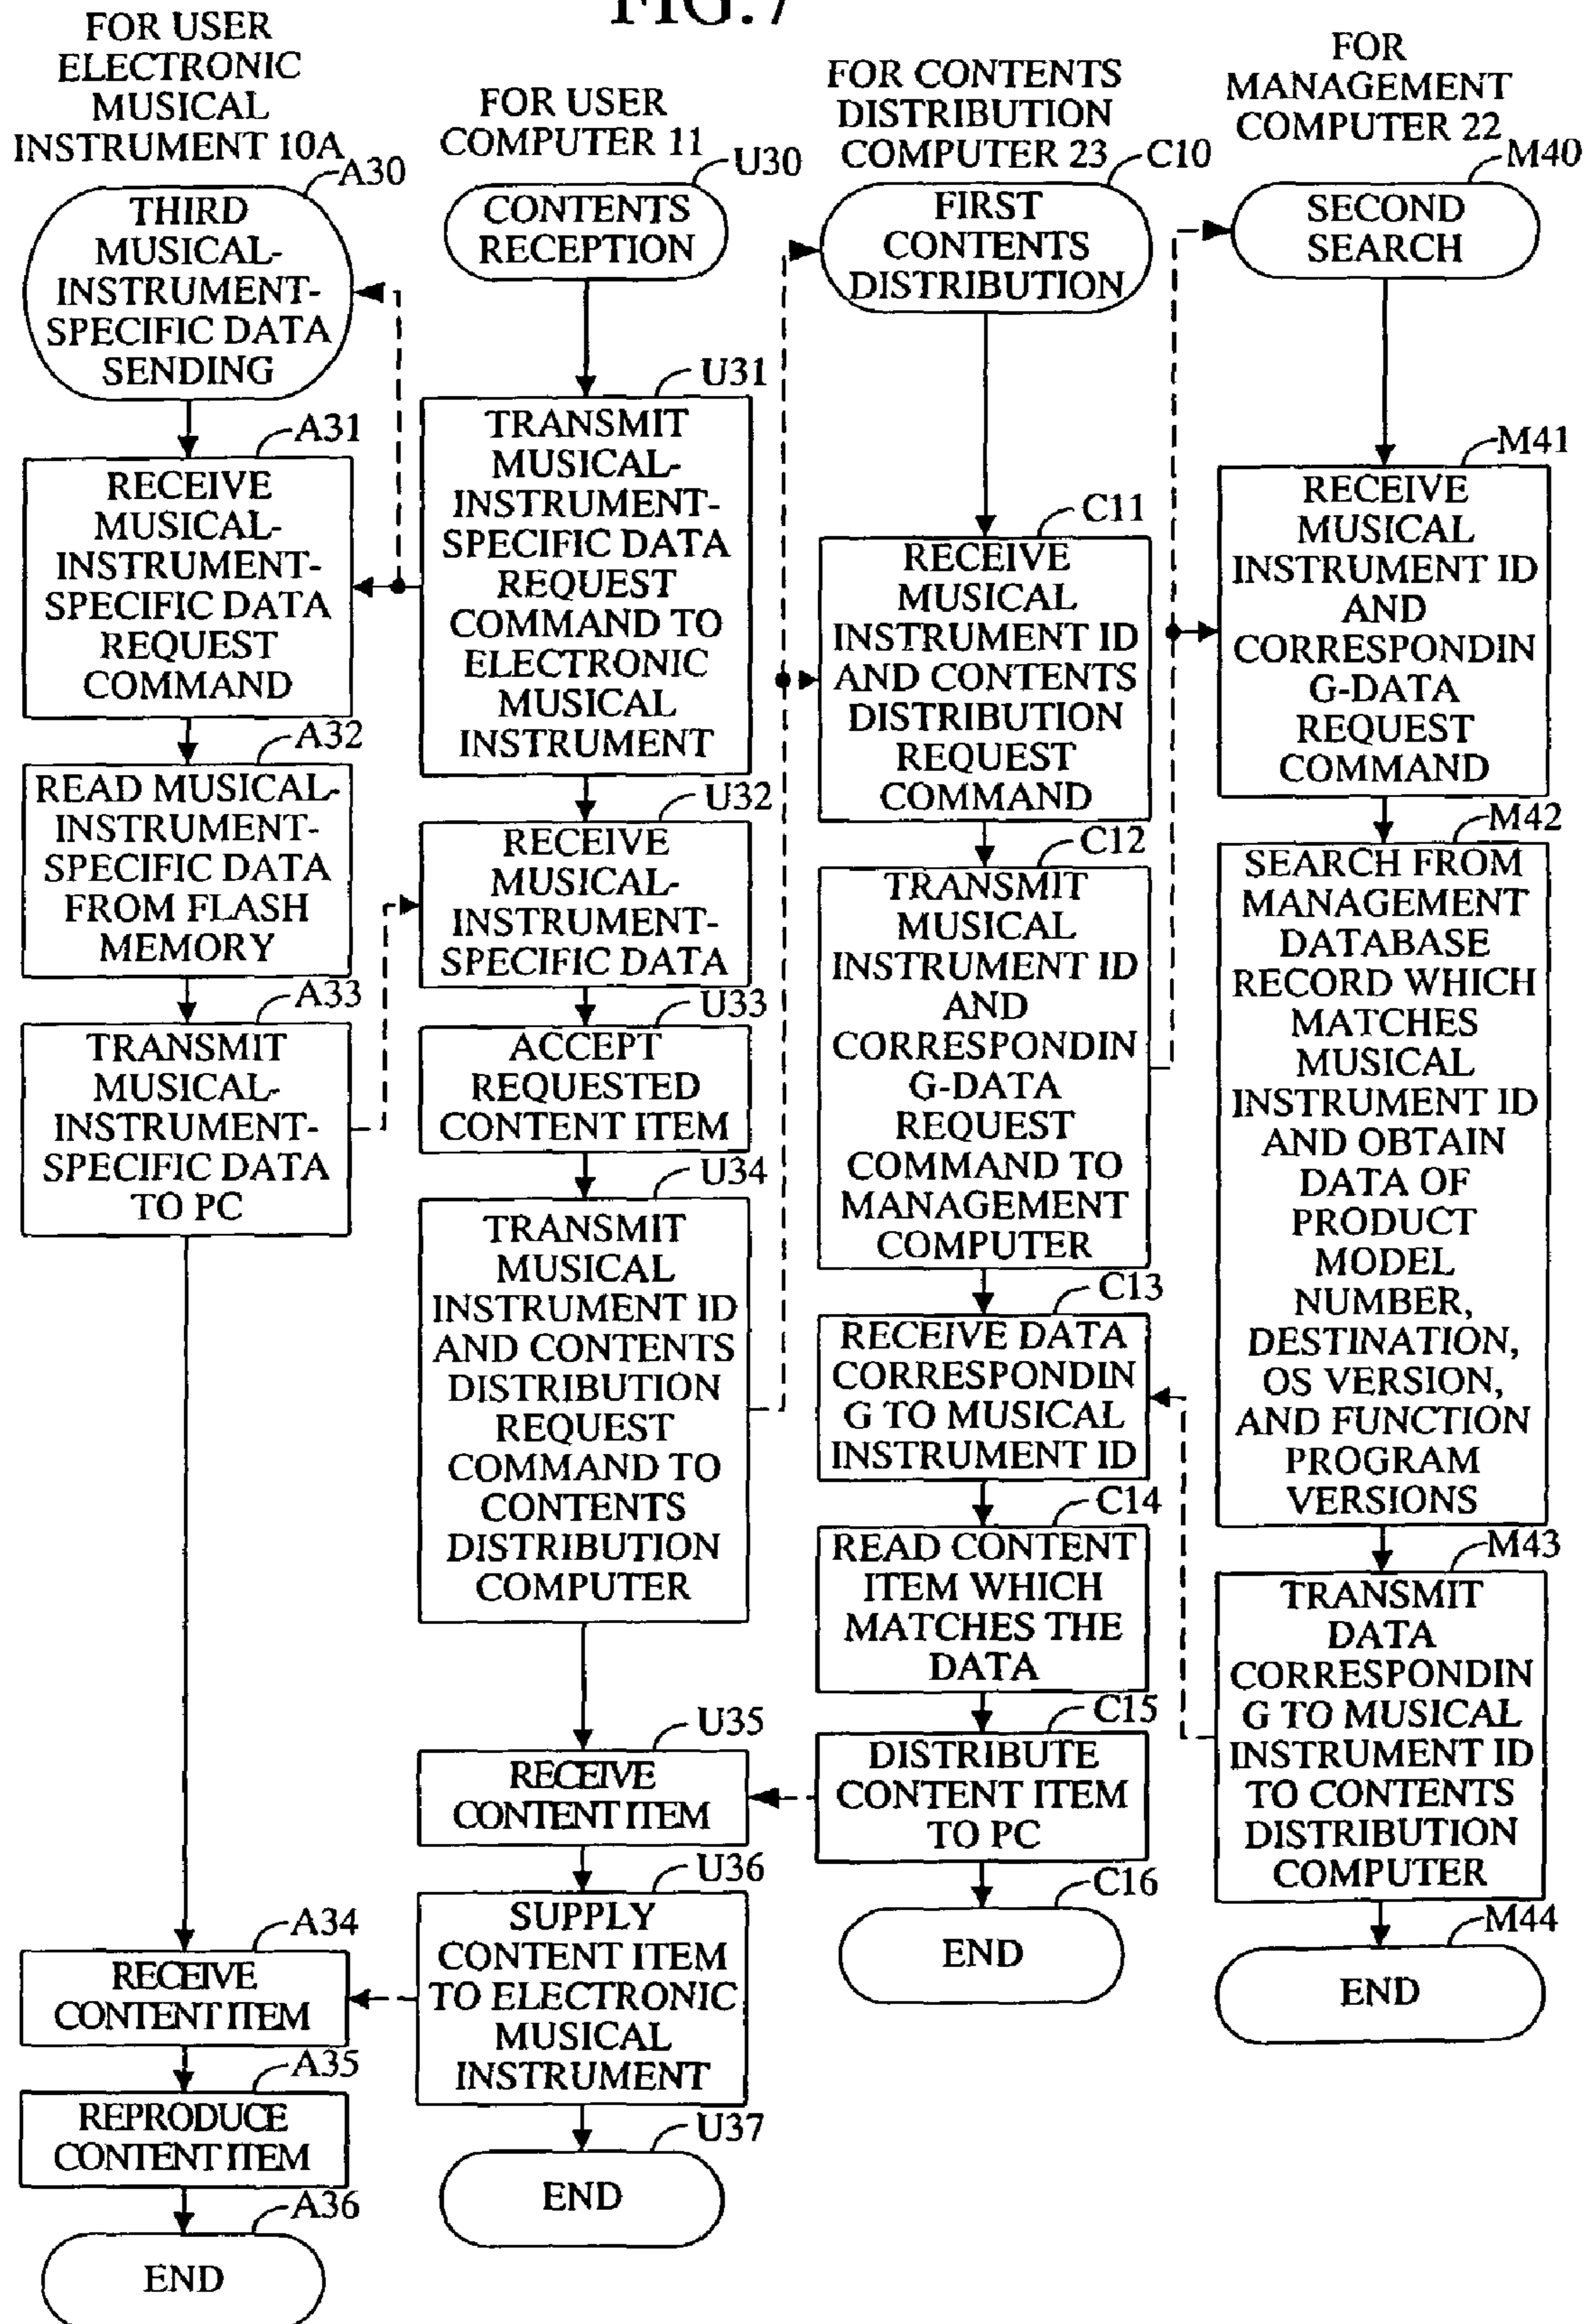 FIG.7
FOR USER
ELECTRONIC
MUSICAL
INSTRUMENT 10A
A30
THIRD
MUSICAL-
INSTRUMENT-
SPECIFIC DATA
SENDING
A31
RECEIVE
MUSICAL-
INSTRUMENT-
SPECIFIC DATA
REQUEST
COMMAND
A32
READ MUSICAL-
INSTRUMENT-
SPECIFIC DATA
FROM FLASH
MEMORY
A33
TRANSMIT
MUSICAL-
INSTRUMENT-
SPECIFIC DATA
TO PC
A34
RECEIVE
CONTENT ITEM
A35
REPRODUCE
CONTENT ITEM
A36
END
FOR USER
COMPUTER 11
U30
CONTENTS
RECEPTION
U31
TRANSMIT
MUSICAL-
INSTRUMENT-
SPECIFIC DATA
REQUEST
COMMAND TO
ELECTRONIC
MUSICAL
INSTRUMENT
U32
RECEIVE
MUSICAL-
INSTRUMENT-
SPECIFIC DATA
U33
ACCEPT
REQUESTED
CONTENT ITEM
U34
TRANSMIT
MUSICAL
INSTRUMENT ID
AND CONTENTS
DISTRIBUTION
REQUEST
COMMAND TO
CONTENTS
DISTRIBUTION
COMPUTER
U35
RECEIVE
CONTENT ITEM
U36
SUPPLY
CONTENT ITEM
TO ELECTRONIC
MUSICAL
INSTRUMENT
U37
END
FOR CONTENTS
DISTRIBUTION
COMPUTER 23
C10
FIRST
CONTENTS
DISTRIBUTION
C11
RECEIVE
MUSICAL
INSTRUMENT ID
AND CONTENTS
DISTRIBUTION
REQUEST
COMMAND
C12
TRANSMIT
MUSICAL
INSTRUMENT ID
AND
CORRESPONDIN
G-DATA
REQUEST
COMMAND TO
MANAGEMENT
COMPUTER
C13
RECEIVE DATA
CORRESPONDIN
G TO MUSICAL
INSTRUMENT ID
C14
READ CONTENT
ITEM WHICH
MATCHES THE
DATA
C15
DISTRIBUTE
CONTENT ITEM
TO PC
C16
END
FOR
MANAGEMENT
COMPUTER 22
M40
SECOND
SEARCH
M41
RECEIVE
MUSICAL
INSTRUMENT ID
AND
CORRESPONDIN
G-DATA
REQUEST
COMMAND
M42
SEARCH FROM
MANAGEMENT
DATABASE
RECORD WHICH
MATCHES
MUSICAL
INSTRUMENT ID
AND OBTAIN
DATA OF
PRODUCT
MODEL
NUMBER,
DESTINATION,
OS VERSION,
AND FUNCTION
PROGRAM
VERSIONS
M43
TRANSMIT
DATA
CORRESPONDIN
G TO MUSICAL
INSTRUMENT ID
TO CONTENTS
DISTRIBUTION
COMPUTER
M44
END